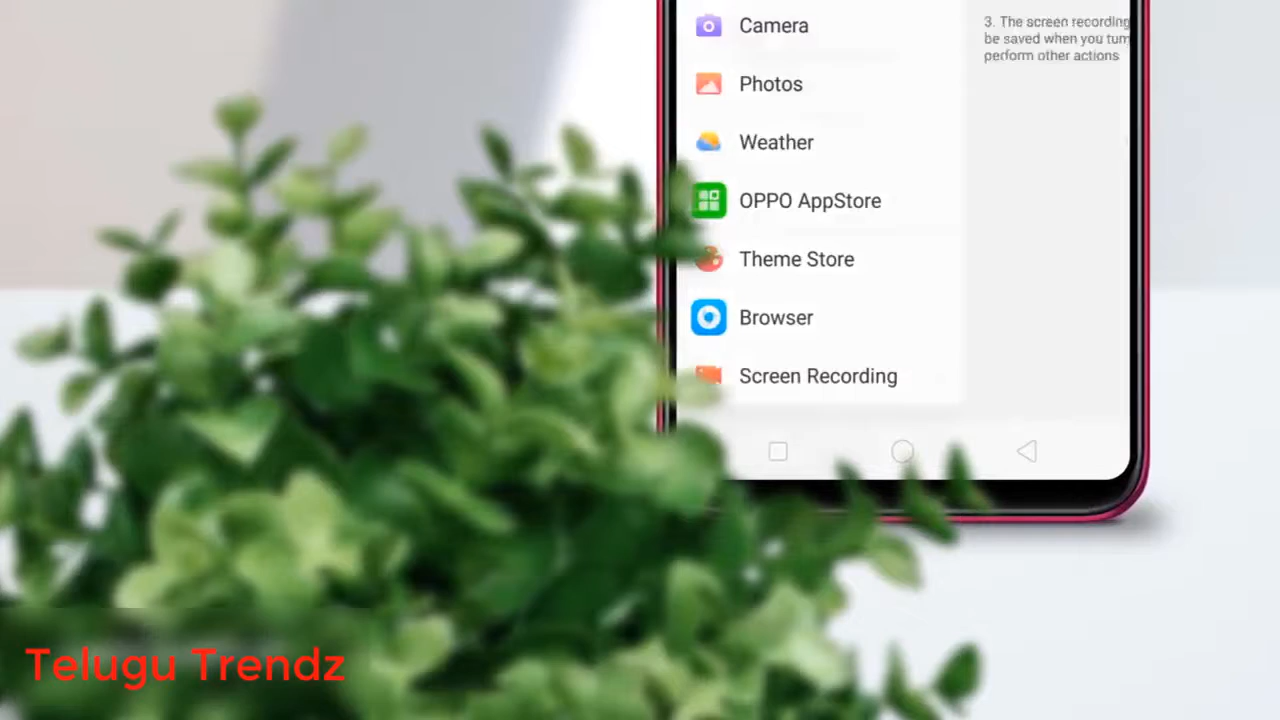 Camera
Photos
Weather
OPPO AppStore
Theme Store
Browser
Screen Recording
3. The screen recording
be saved when you turn
perform other actions
Telugu Trendz